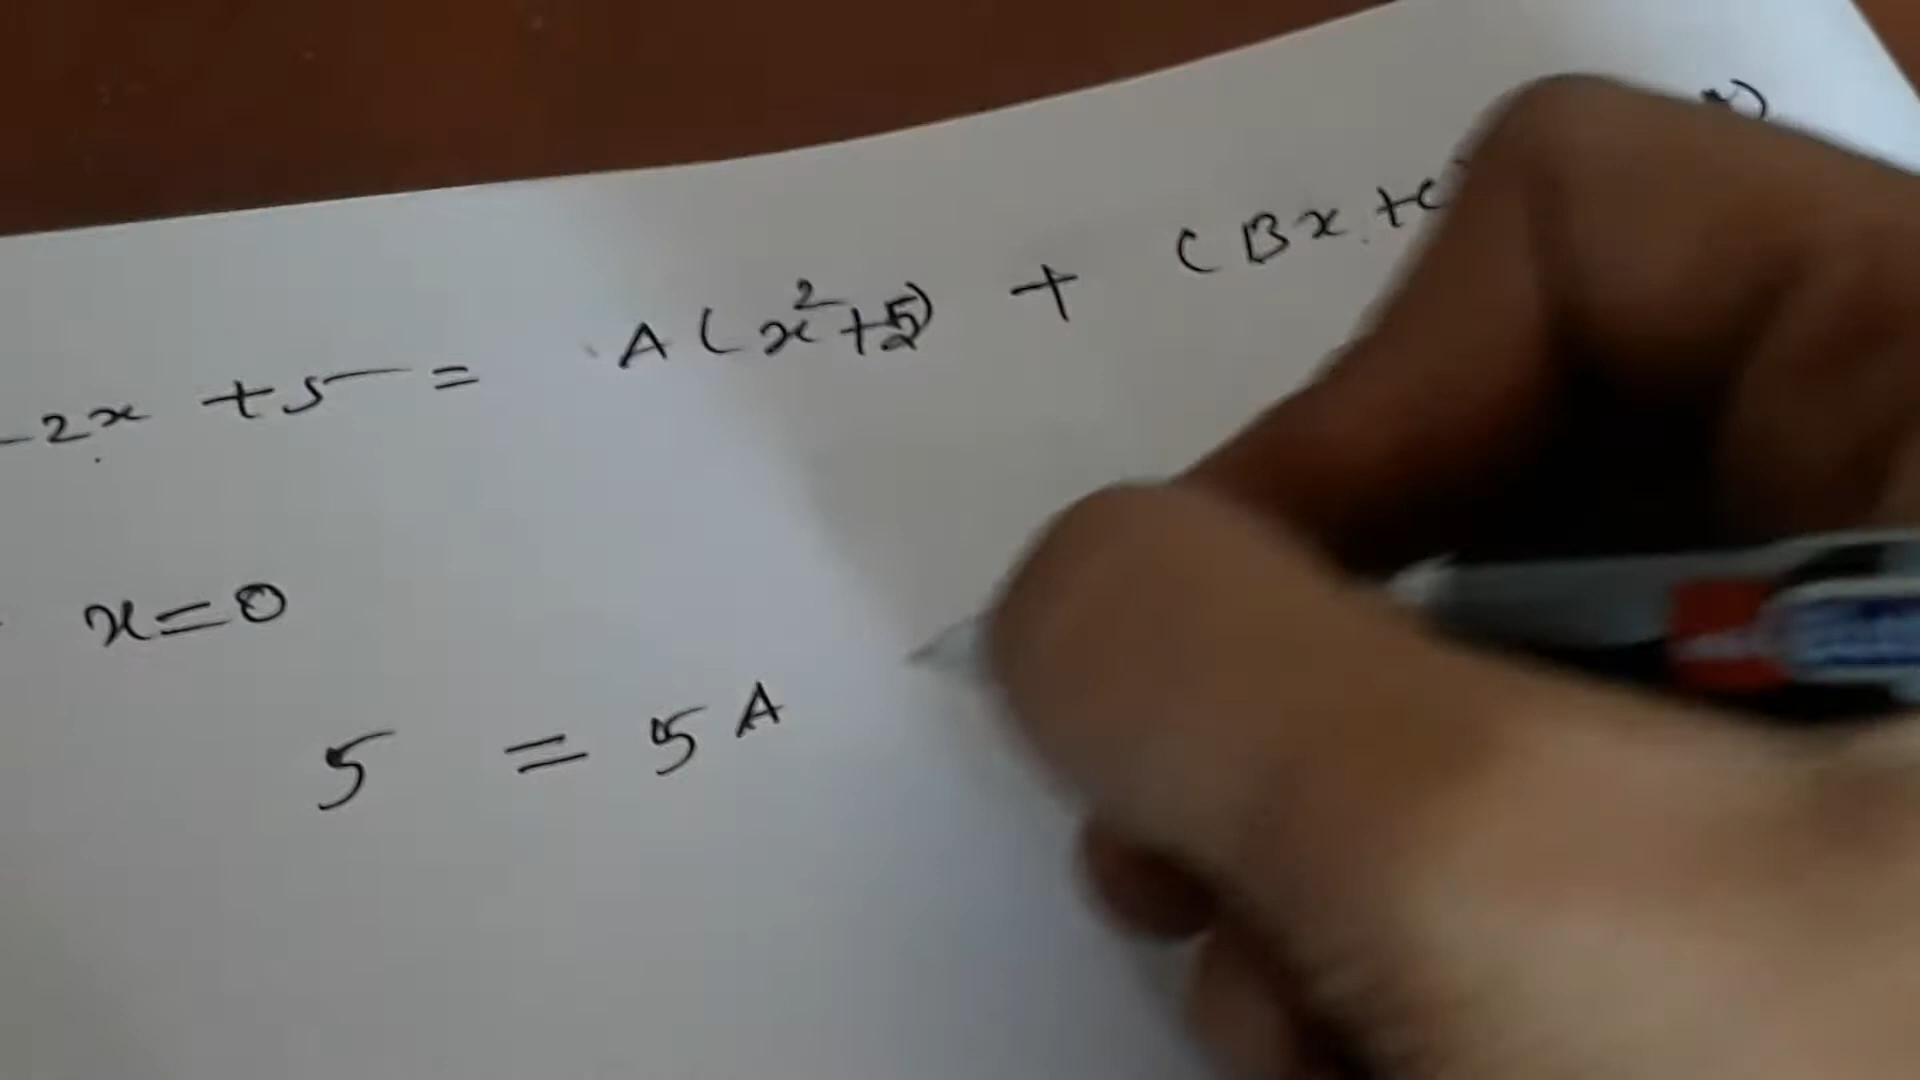 -2x + 5 = A(x²+5) + (Bx+C) x)
x=0
5 = 5A